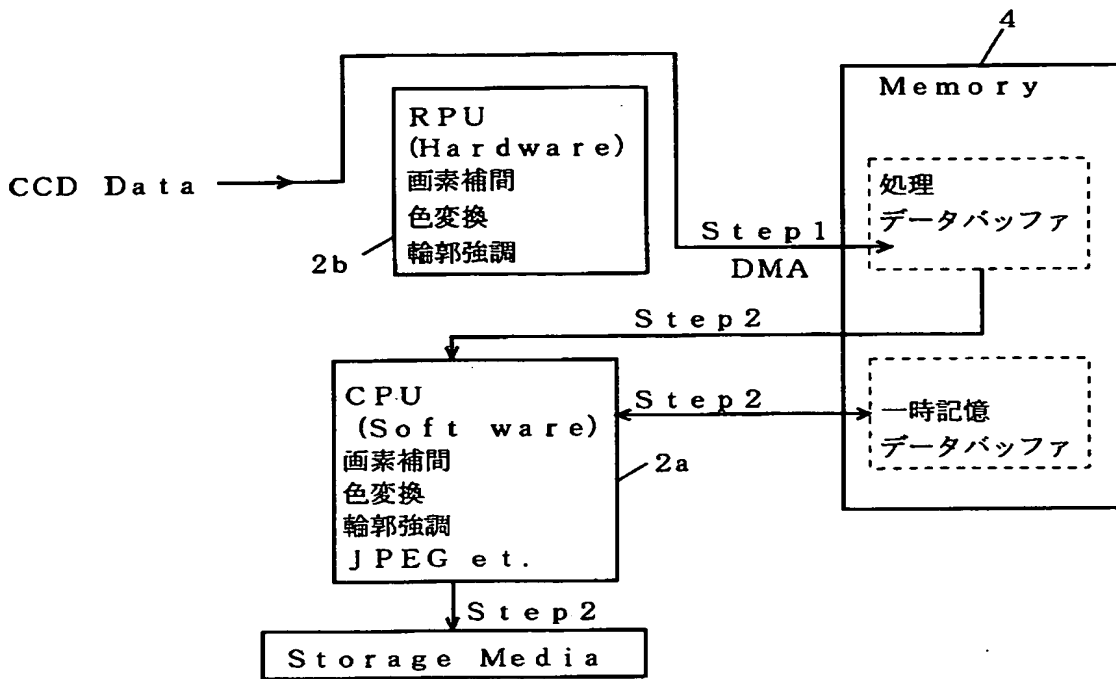 4
Memory
RPU
(Hardware)
画素補間
色変換
輪郭強調
CCD Data
2b
処理
データバッファ
Step1
DMA
Step2
CPU
(Soft ware)
画素補間
色変換
輪郭強調
JPEG et.
Step2
2a
一時記憶
データバッファ
Step2
Storage Media